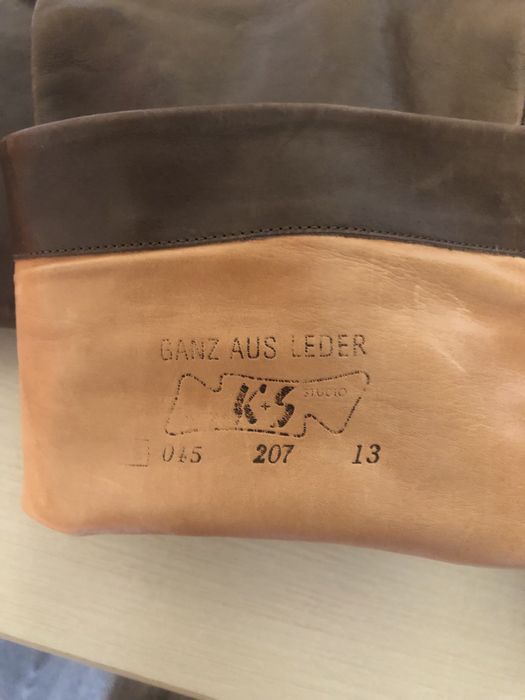 GANZ AUS LEDER
K+S STUDIO
045 207 13